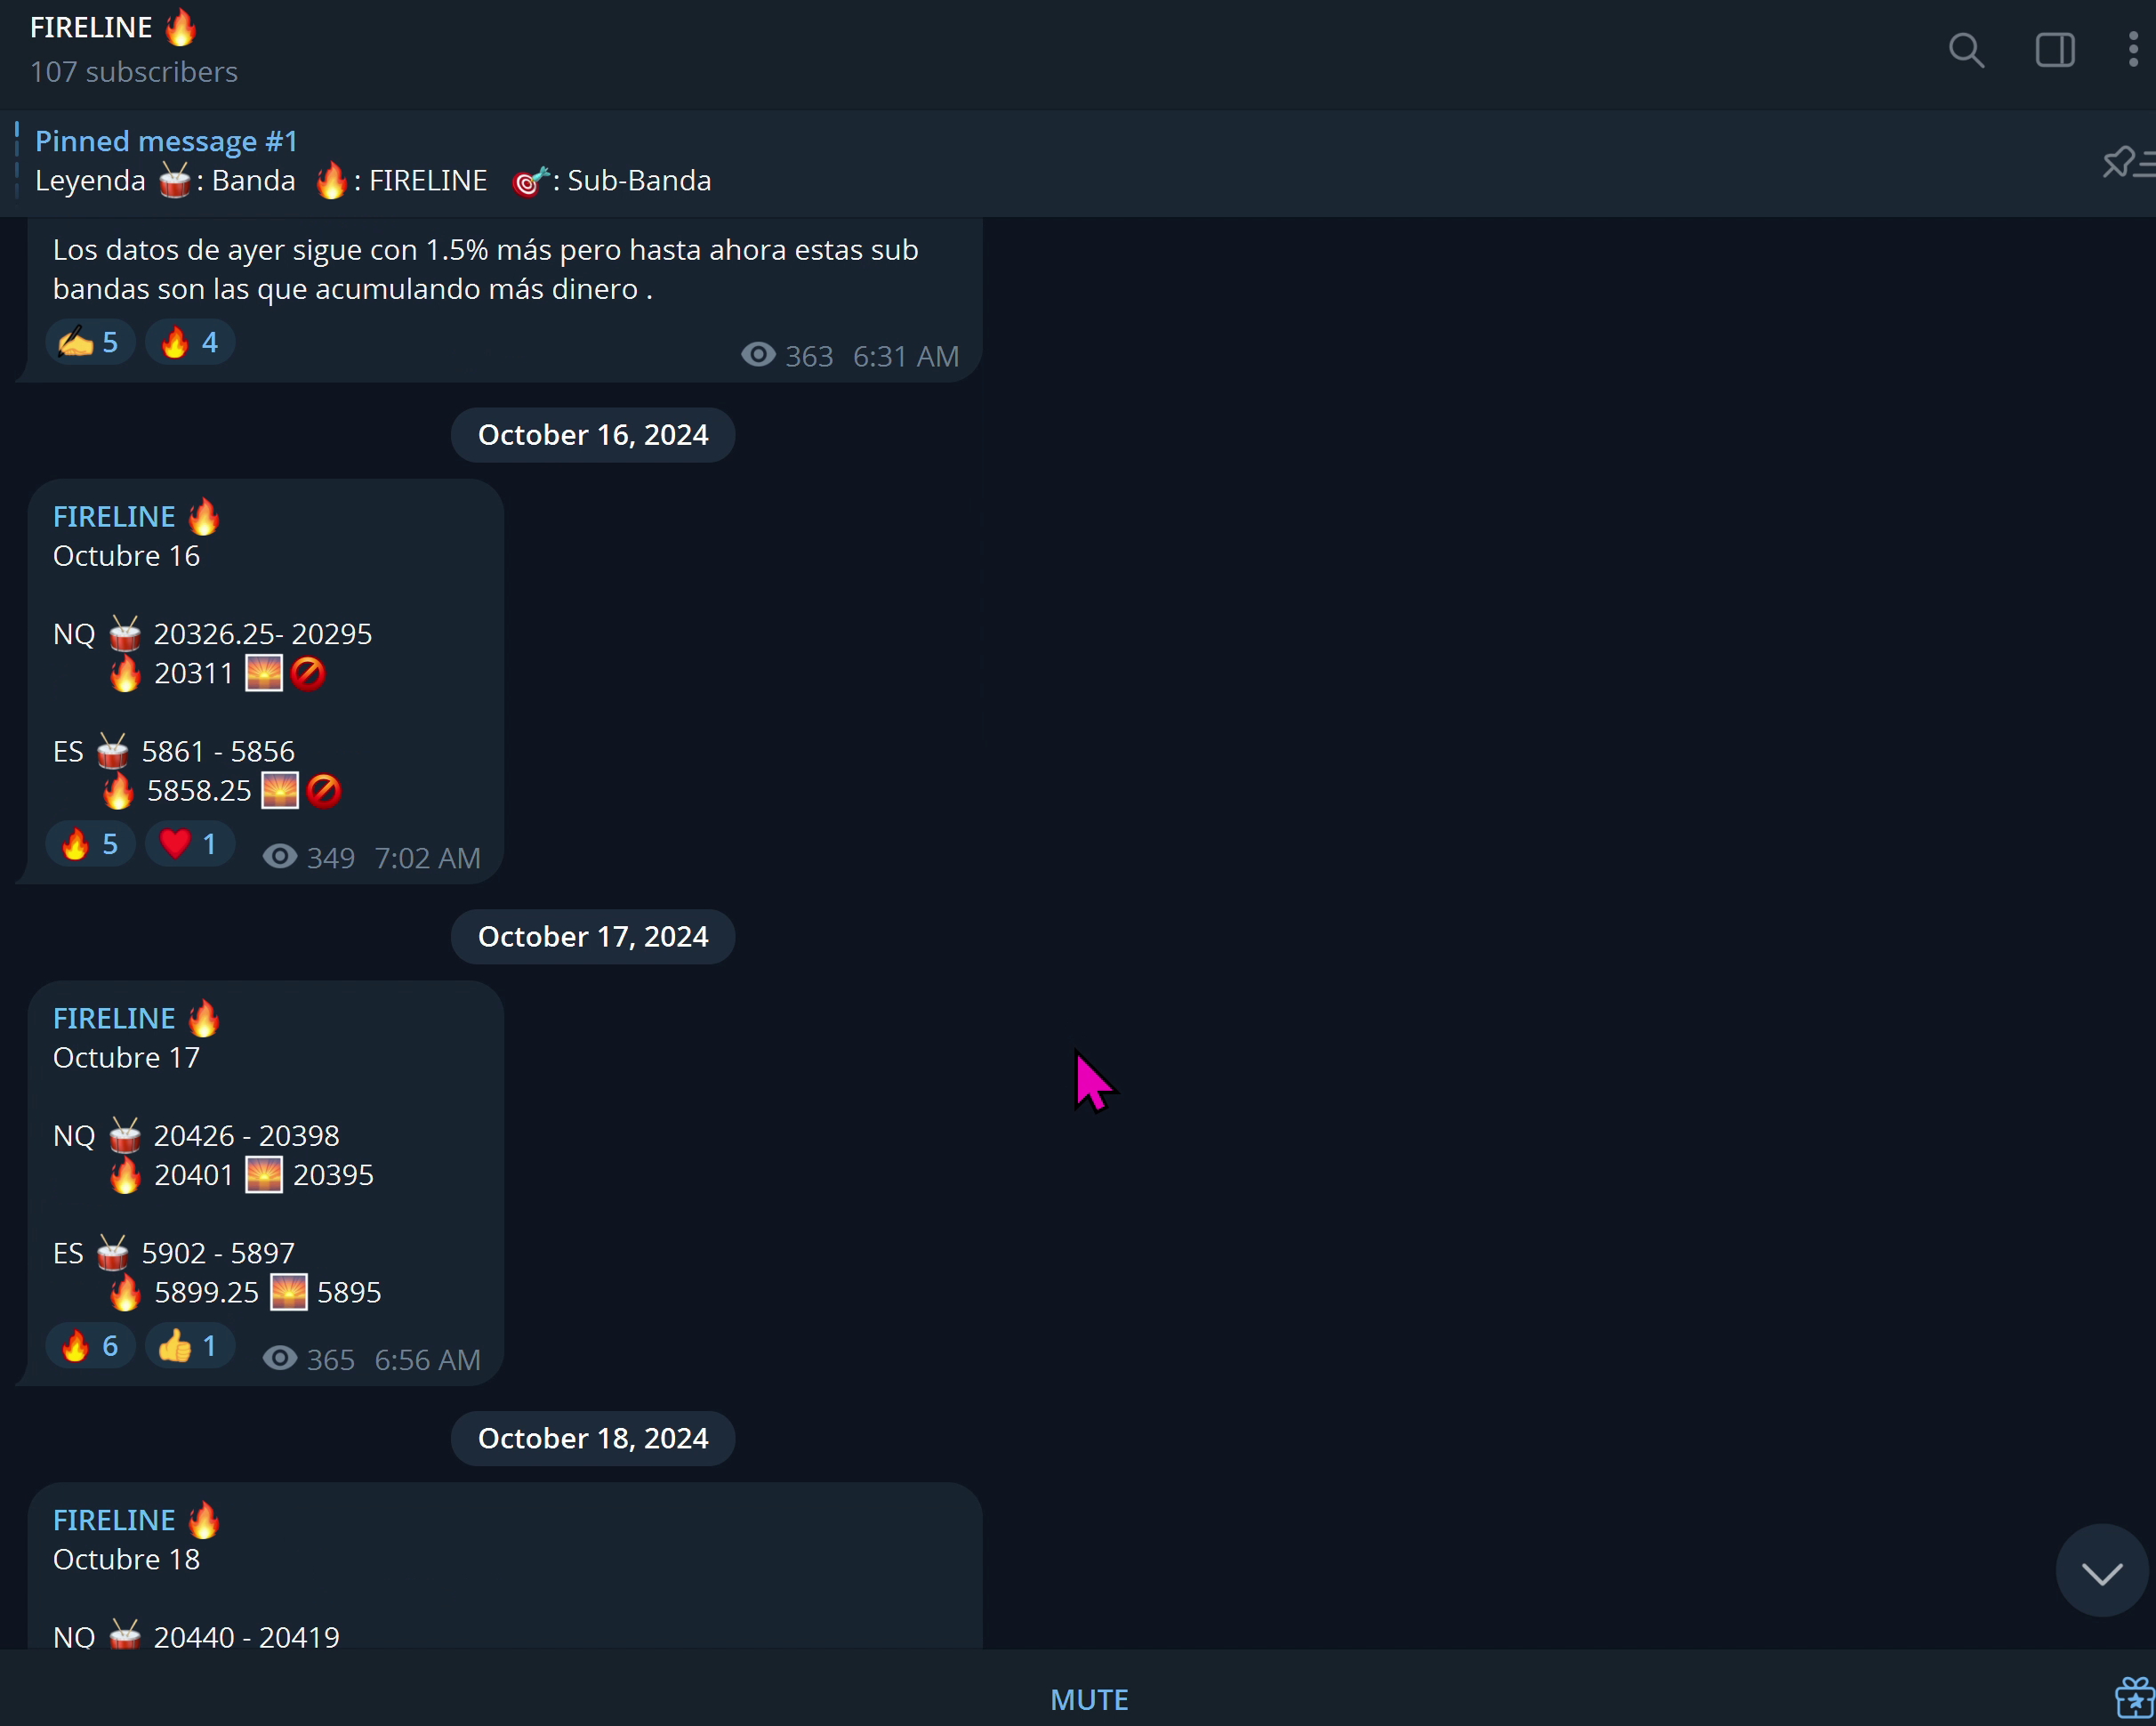 FIRELINE 🔥
107 subscribers
Pinned message #1
Leyenda 🥁: Banda 🔥: FIRELINE 🎯: Sub-Banda
Los datos de ayer sigue con 1.5% más pero hasta ahora estas sub
bandas son las que acumulando más dinero .
✍️ 5 🔥 4 363 6:31 AM
October 16, 2024
FIRELINE 🔥
Octubre 16
NQ 🥁 20326.25- 20295
🔥 20311 🌅🚫
ES 🥁 5861 - 5856
🔥 5858.25 🌅🚫
🔥 5 ❤️ 1 349 7:02 AM
October 17, 2024
FIRELINE 🔥
Octubre 17
NQ 🥁 20426 - 20398
🔥 20401 🌅 20395
ES 🥁 5902 - 5897
🔥 5899.25 🌅 5895
🔥 6 👍 1 365 6:56 AM
October 18, 2024
FIRELINE 🔥
Octubre 18
NQ 🥁 20440 - 20419
MUTE